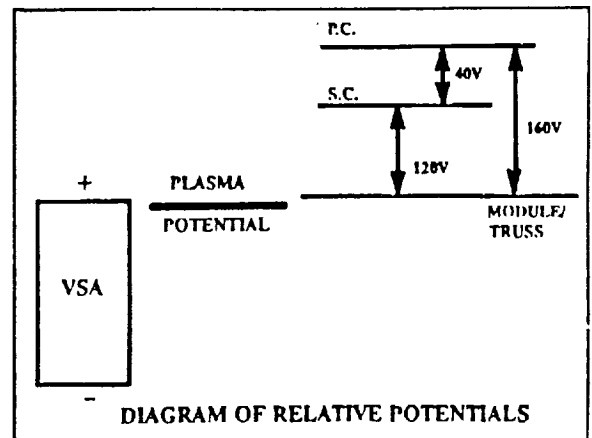 P.C.
40V
S.C.
160V
120V
+
PLASMA
POTENTIAL
MODULE/
TRUSS
VSA
-
DIAGRAM OF RELATIVE POTENTIALS